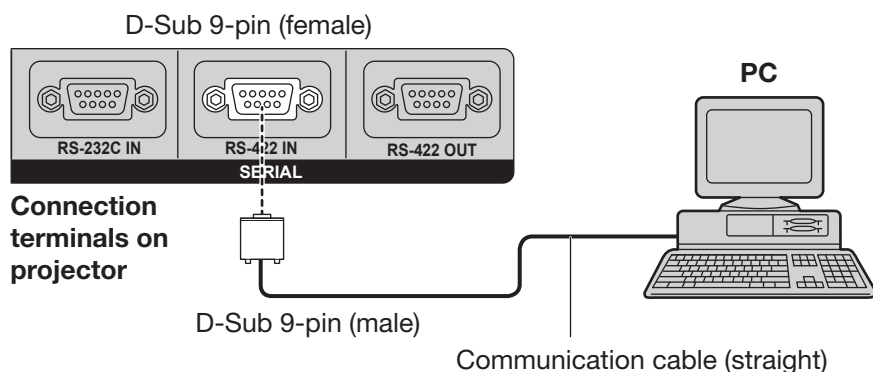 D-Sub 9-pin (female)
PC
RS-232C IN
RS-422 IN
RS-422 OUT
SERIAL
Connection
terminals on
projector
D-Sub 9-pin (male)
Communication cable (straight)